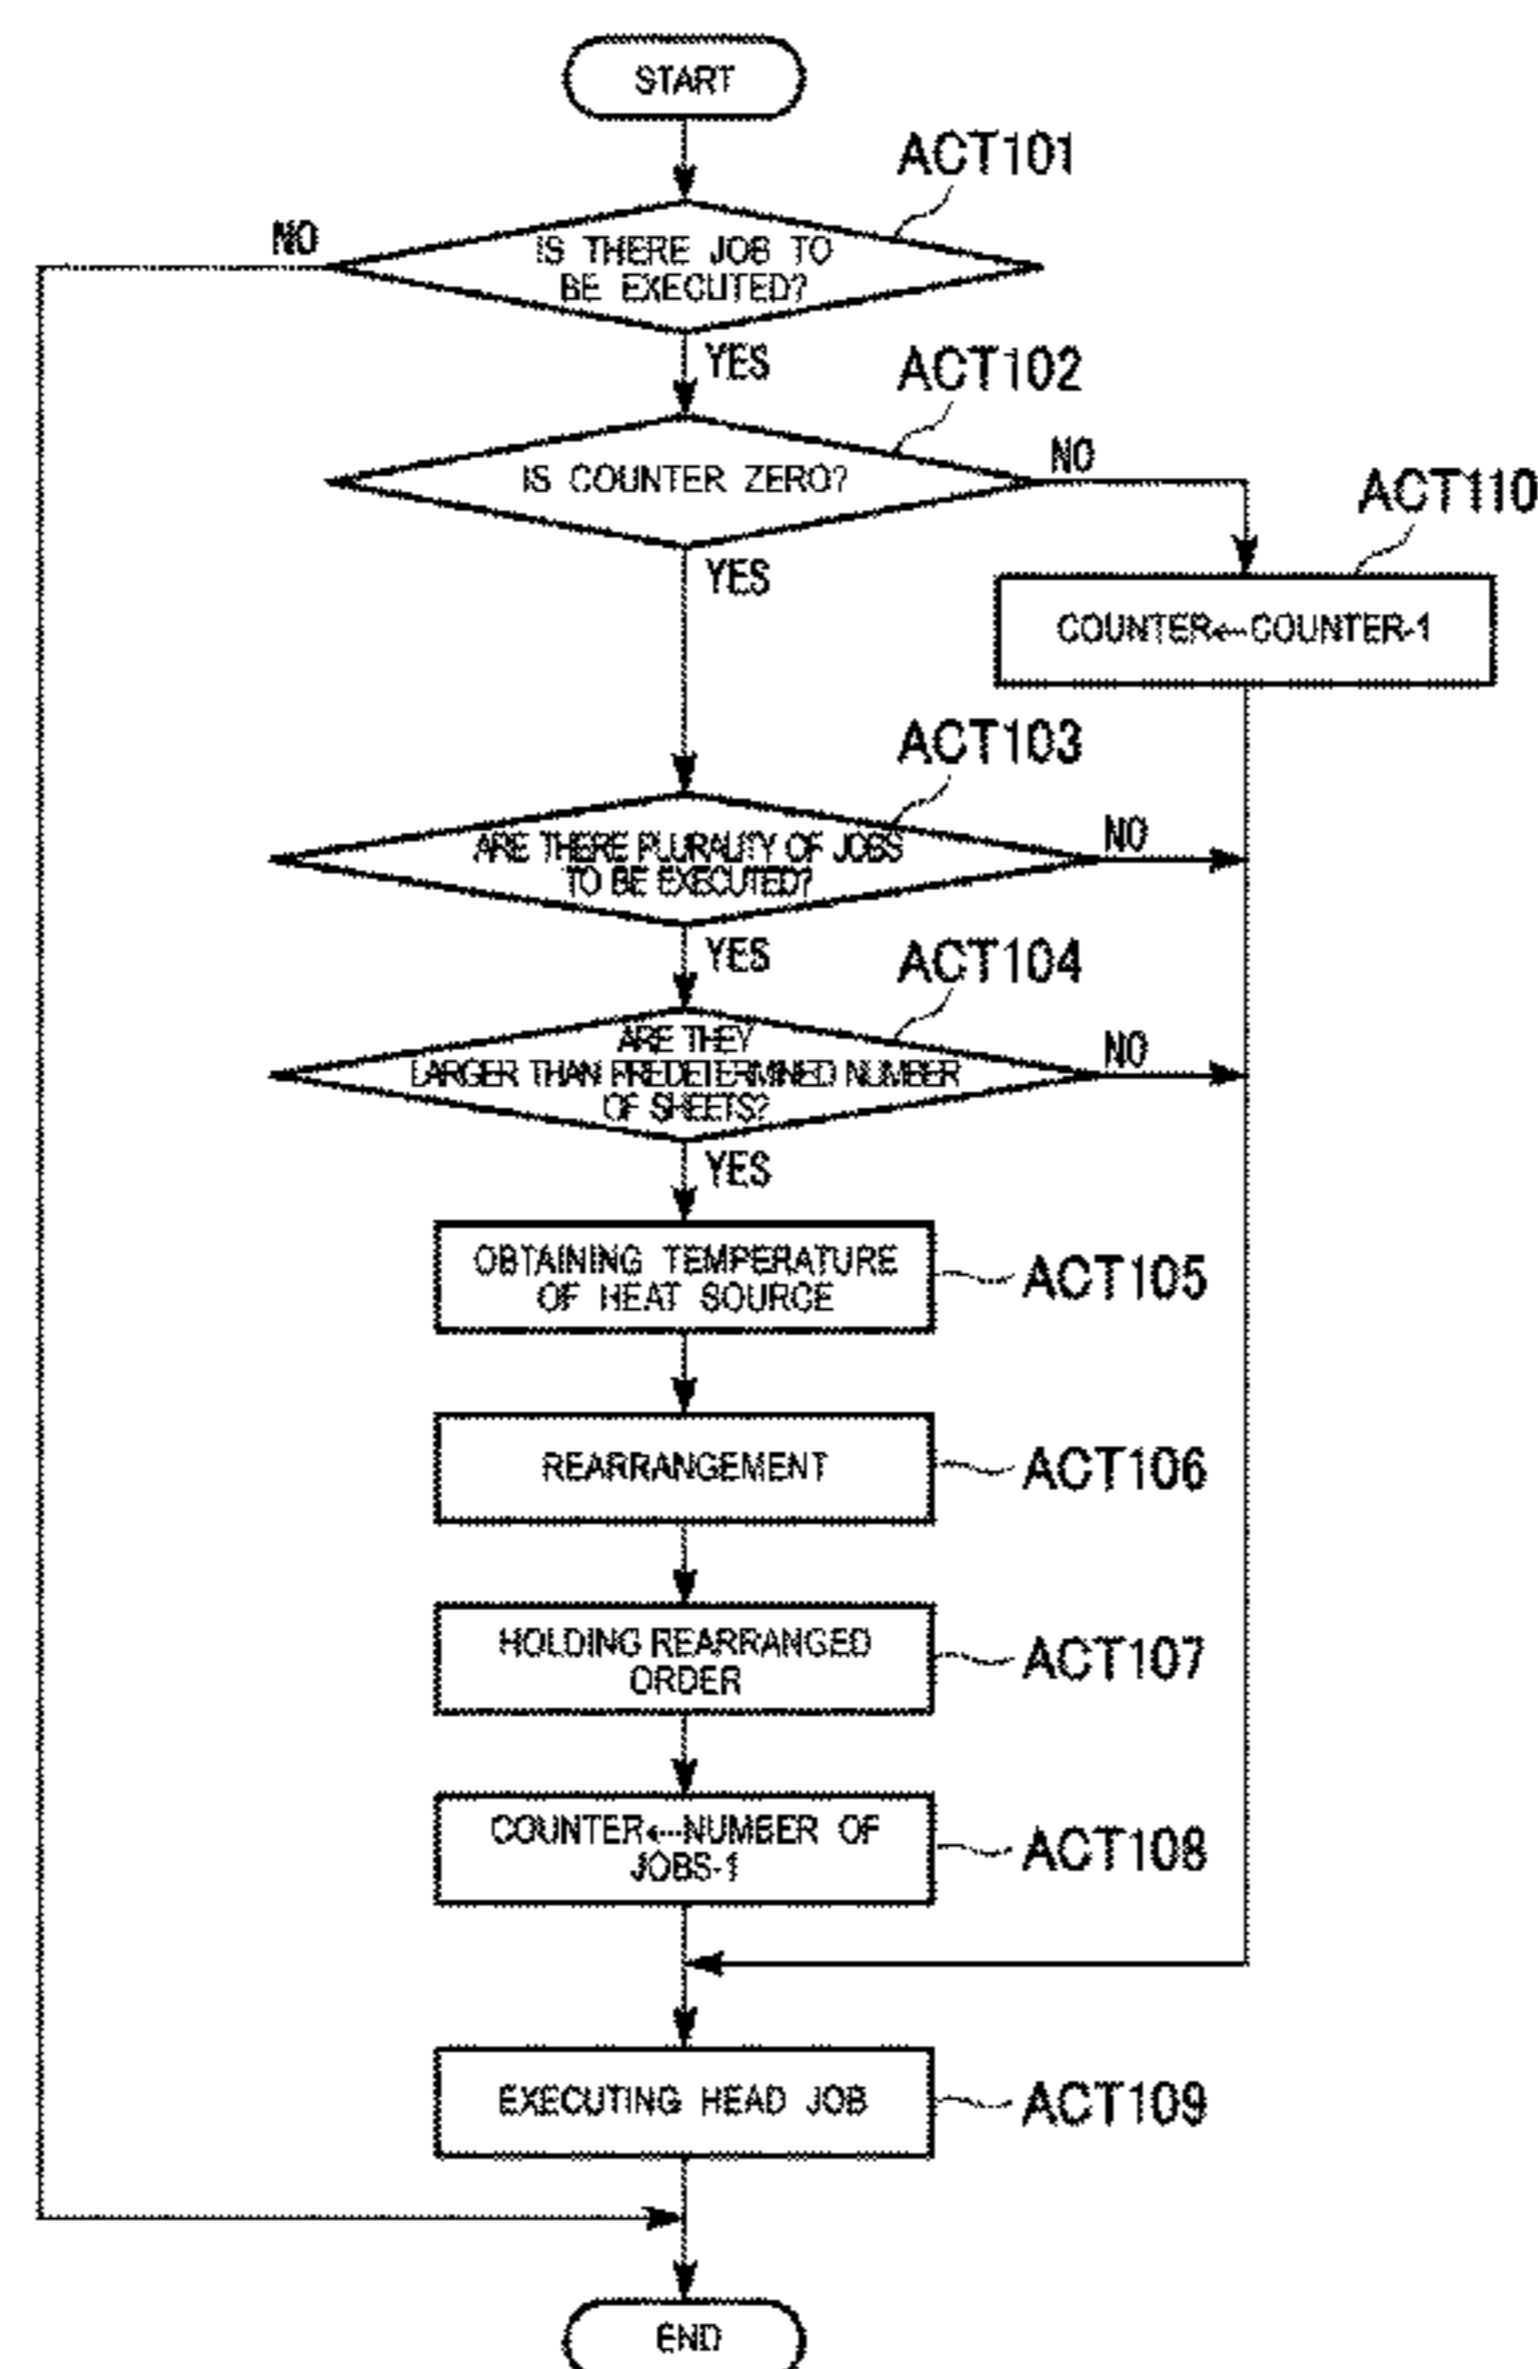 START
ACT101
NO
IS THERE JOB TO
BE EXECUTED?
YES
ACT102
IS COUNTER ZERO?
NO
YES
ACT110
COUNTER←COUNTER-1
ACT103
ARE THERE PLURALITY OF JOBS
TO BE EXECUTED?
NO
YES
ACT104
ARE THEY
LARGER THAN PREDETERMINED NUMBER
OF SHEETS?
NO
YES
OBTAINING TEMPERATURE
OF HEAT SOURCE
ACT105
REARRANGEMENT
ACT106
HOLDING REARRANGED
ORDER
ACT107
COUNTER←NUMBER OF
JOBS-1
ACT108
EXECUTING HEAD JOB
ACT109
END